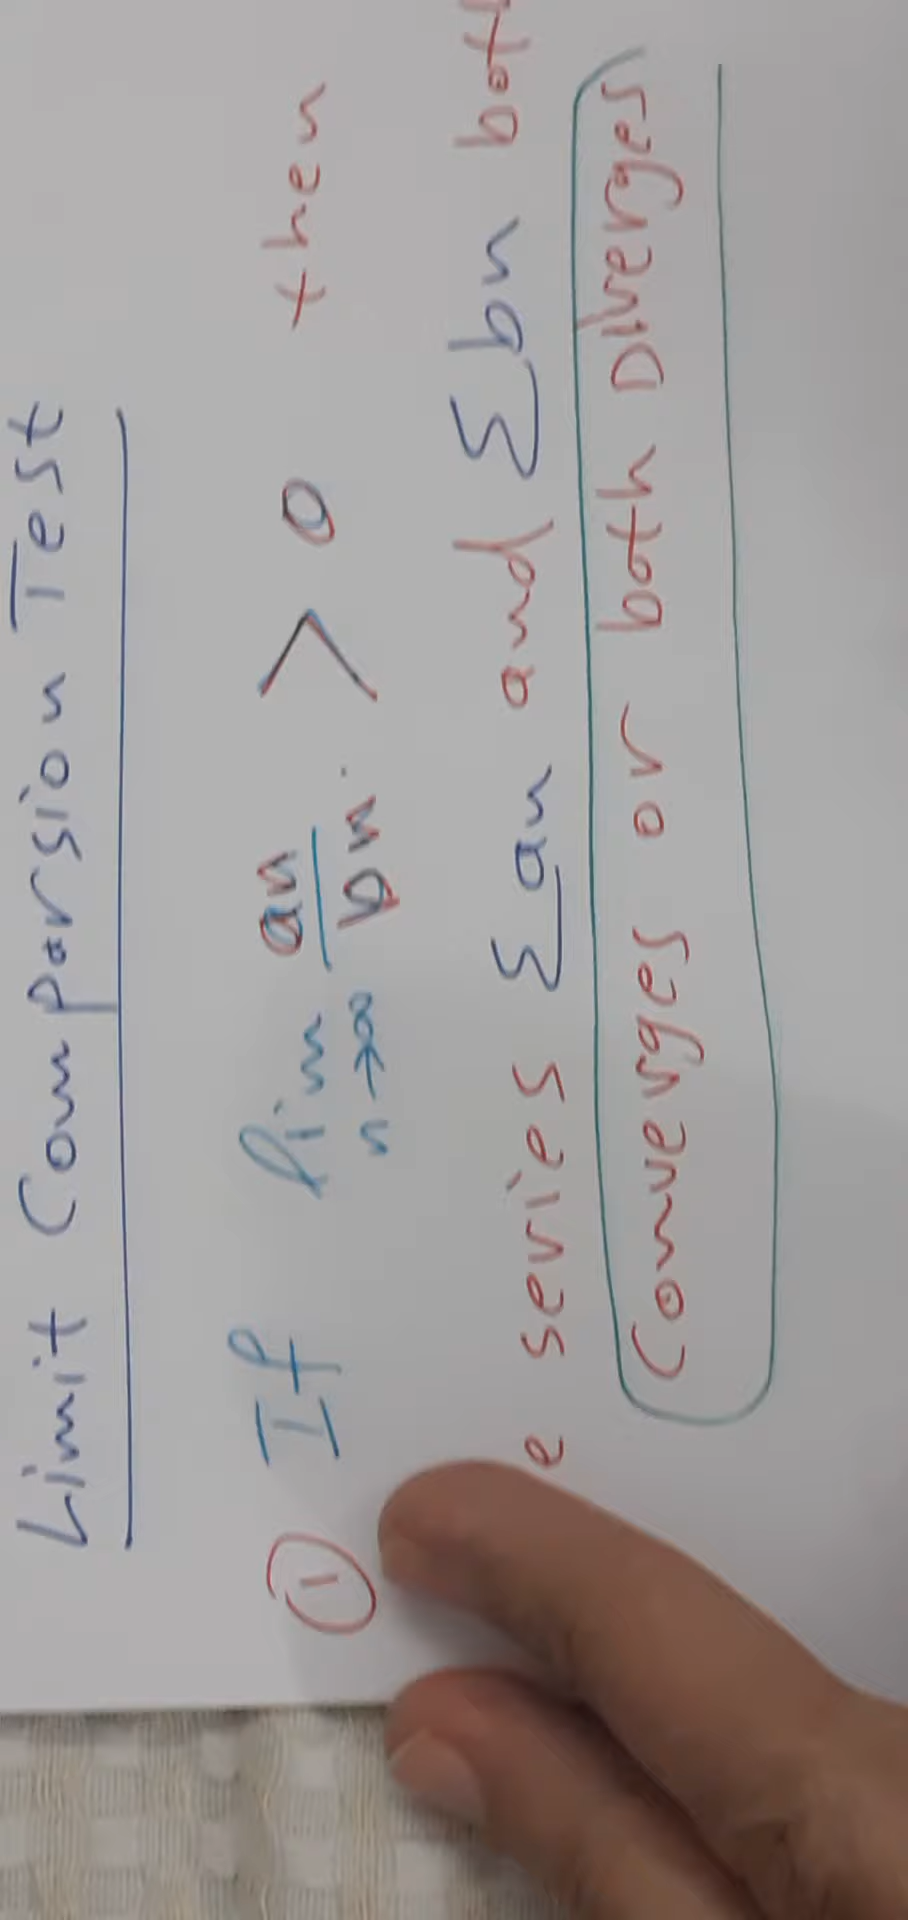 Limit Comparsion Test
① If lim n→∞ an/bn > 0 then
e series Σan and Σbn both
converges or both Diverges